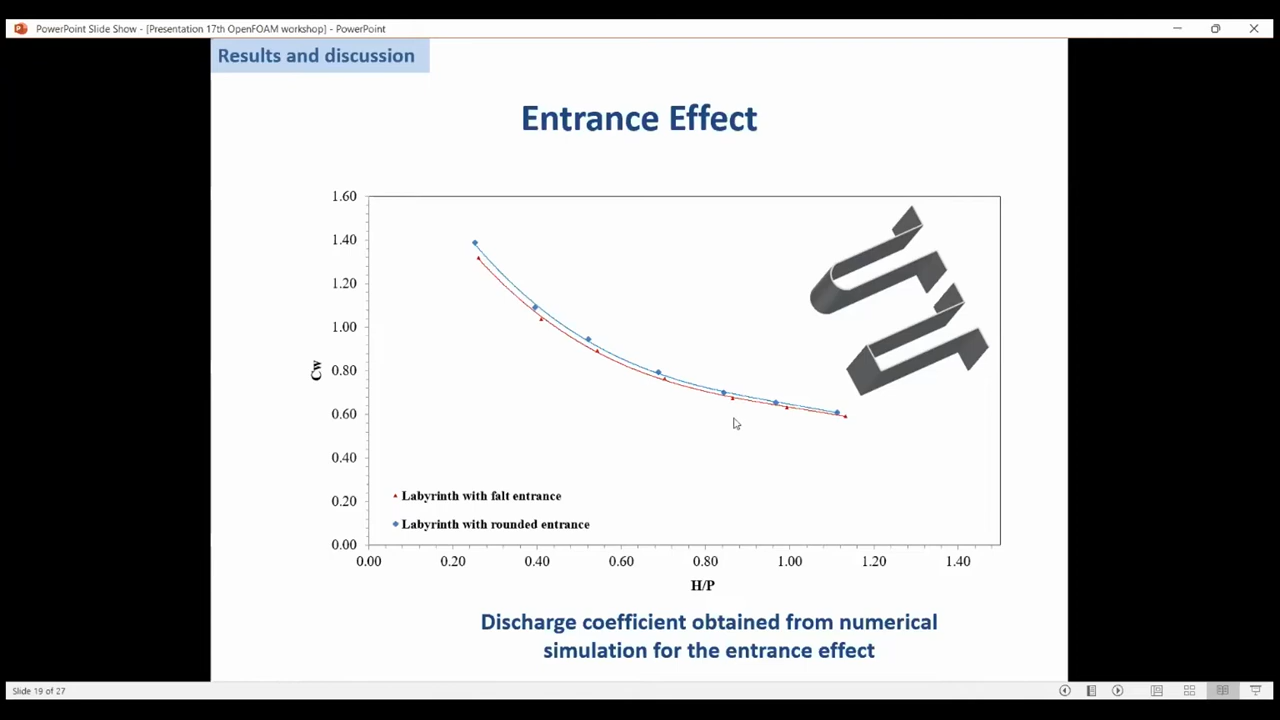 PowerPoint Slide Show - [Presentation 17th OpenFOAM workshop] - PowerPoint
Results and discussion
Entrance Effect
1.60
1.40
1.20
1.00
0.80
0.60
0.40
0.20
0.00
Cw
Labyrinth with falt entrance
Labyrinth with rounded entrance
0.00 0.20 0.40 0.60 0.80 1.00 1.20 1.40
H/P
Discharge coefficient obtained from numerical
simulation for the entrance effect
Slide 19 of 27